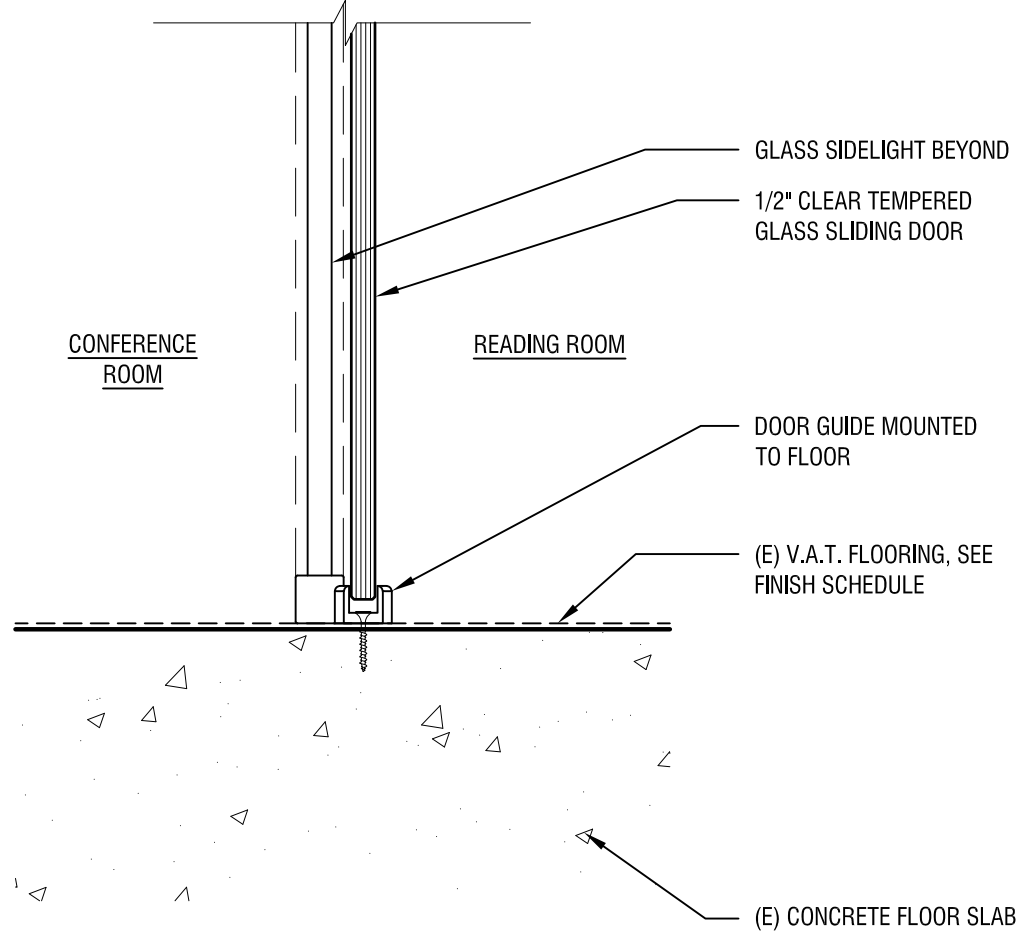 GLASS SIDELIGHT BEYOND
1/2" CLEAR TEMPERED
GLASS SLIDING DOOR
CONFERENCE
ROOM
READING ROOM
DOOR GUIDE MOUNTED
TO FLOOR
(E) V.A.T. FLOORING, SEE
FINISH SCHEDULE
(E) CONCRETE FLOOR SLAB